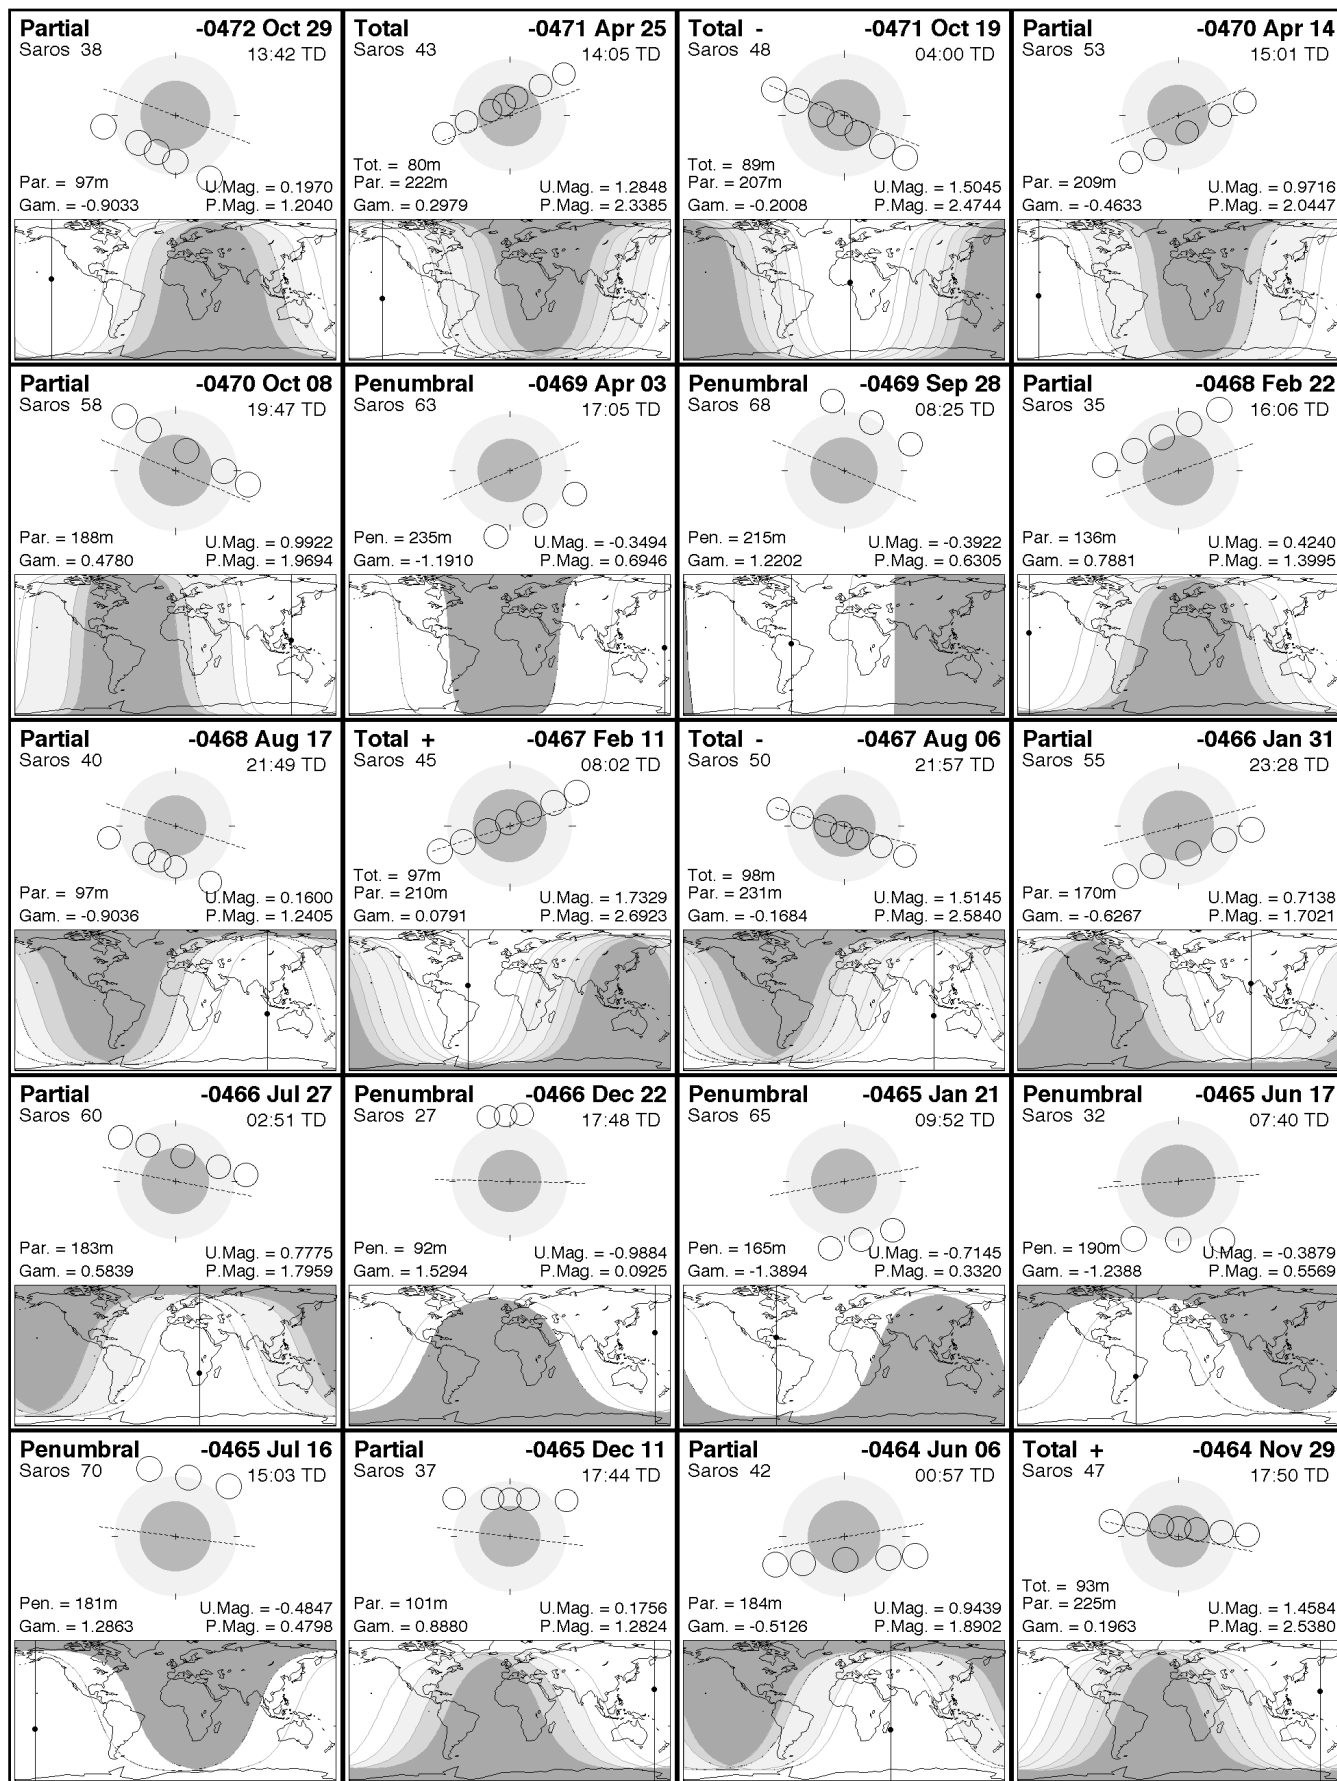 Partial -0472 Oct 29
Saros 38 13:42 TD
Par. = 97m U.Mag. = 0.1970
Gam. = -0.9033 P.Mag. = 1.2040
Total -0471 Apr 25
Saros 43 14:05 TD
Tot. = 80m
Par. = 222m U.Mag. = 1.2848
Gam. = 0.2979 P.Mag. = 2.3385
Total - -0471 Oct 19
Saros 48 04:00 TD
Tot. = 89m
Par. = 207m U.Mag. = 1.5045
Gam. = -0.2008 P.Mag. = 2.4744
Partial -0470 Apr 14
Saros 53 15:01 TD
Par. = 209m U.Mag. = 0.9716
Gam. = -0.4633 P.Mag. = 2.0447
Partial -0470 Oct 08
Saros 58 19:47 TD
Par. = 188m U.Mag. = 0.9922
Gam. = 0.4780 P.Mag. = 1.9694
Penumbral -0469 Apr 03
Saros 63 17:05 TD
Pen. = 235m U.Mag. = -0.3494
Gam. = -1.1910 P.Mag. = 0.6946
Penumbral -0469 Sep 28
Saros 68 08:25 TD
Pen. = 215m U.Mag. = -0.3922
Gam. = 1.2202 P.Mag. = 0.6305
Partial -0468 Feb 22
Saros 35 16:06 TD
Par. = 136m U.Mag. = 0.4240
Gam. = 0.7881 P.Mag. = 1.3995
Partial -0468 Aug 17
Saros 40 21:49 TD
Par. = 97m U.Mag. = 0.1600
Gam. = -0.9036 P.Mag. = 1.2405
Total + -0467 Feb 11
Saros 45 08:02 TD
Tot. = 97m
Par. = 210m U.Mag. = 1.7329
Gam. = 0.0791 P.Mag. = 2.6923
Total - -0467 Aug 06
Saros 50 21:57 TD
Tot. = 98m
Par. = 231m U.Mag. = 1.5145
Gam. = -0.1684 P.Mag. = 2.5840
Partial -0466 Jan 31
Saros 55 23:28 TD
Par. = 170m U.Mag. = 0.7138
Gam. = -0.6267 P.Mag. = 1.7021
Partial -0466 Jul 27
Saros 60 02:51 TD
Par. = 183m U.Mag. = 0.7775
Gam. = 0.5839 P.Mag. = 1.7959
Penumbral -0466 Dec 22
Saros 27 17:48 TD
Pen. = 92m U.Mag. = -0.9884
Gam. = 1.5294 P.Mag. = 0.0925
Penumbral -0465 Jan 21
Saros 65 09:52 TD
Pen. = 165m U.Mag. = -0.7145
Gam. = -1.3894 P.Mag. = 0.3320
Penumbral -0465 Jun 17
Saros 32 07:40 TD
Pen. = 190m U.Mag. = -0.3879
Gam. = -1.2388 P.Mag. = 0.5569
Penumbral -0465 Jul 16
Saros 70 15:03 TD
Pen. = 181m U.Mag. = -0.4847
Gam. = 1.2863 P.Mag. = 0.4798
Partial -0465 Dec 11
Saros 37 17:44 TD
Par. = 101m U.Mag. = 0.1756
Gam. = 0.8880 P.Mag. = 1.2824
Partial -0464 Jun 06
Saros 42 00:57 TD
Par. = 184m U.Mag. = 0.9439
Gam. = -0.5126 P.Mag. = 1.8902
Total + -0464 Nov 29
Saros 47 17:50 TD
Tot. = 93m
Par. = 225m U.Mag. = 1.4584
Gam. = 0.1963 P.Mag. = 2.5380